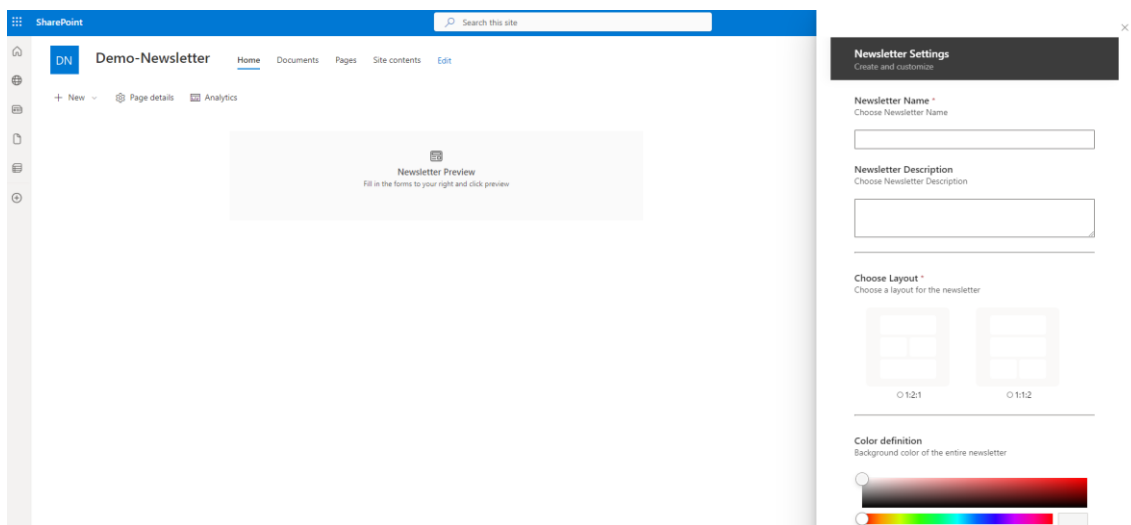 SharePoint
Search this site
DN
Demo-Newsletter
Home Documents Pages Site contents Edit
+ New Page details Analytics
Newsletter Preview
Fill in the forms to your right and click preview
Newsletter Settings
Create and customize
Newsletter Name *
Choose Newsletter Name
Newsletter Description
Choose Newsletter Description
Choose Layout *
Choose a layout for the newsletter
1:2:1 1:1:2
Color definition
Background color of the entire newsletter